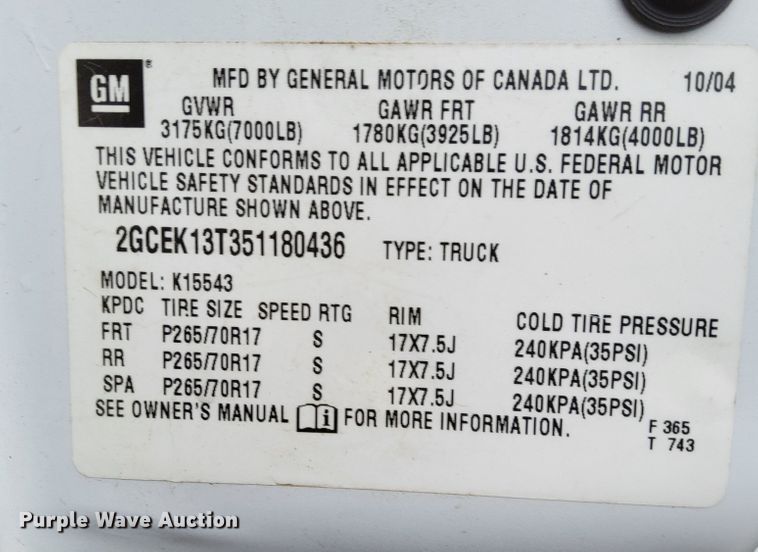 GM®
MFD BY GENERAL MOTORS OF CANADA LTD. 10/04
GVWR GAWR FRT GAWR RR
3175KG(7000LB) 1780KG(3925LB) 1814KG(4000LB)
THIS VEHICLE CONFORMS TO ALL APPLICABLE U.S. FEDERAL MOTOR
VEHICLE SAFETY STANDARDS IN EFFECT ON THE DATE OF
MANUFACTURE SHOWN ABOVE.
2GCEK13T351180436 TYPE: TRUCK
MODEL: K15543
KPDC TIRE SIZE SPEED RTG RIM COLD TIRE PRESSURE
FRT P265/70R17 S 17X7.5J 240KPA(35PSI)
RR P265/70R17 S 17X7.5J 240KPA(35PSI)
SPA P265/70R17 S 17X7.5J 240KPA(35PSI)
SEE OWNER'S MANUAL i FOR MORE INFORMATION. F 365
T 743
Purple Wave Auction